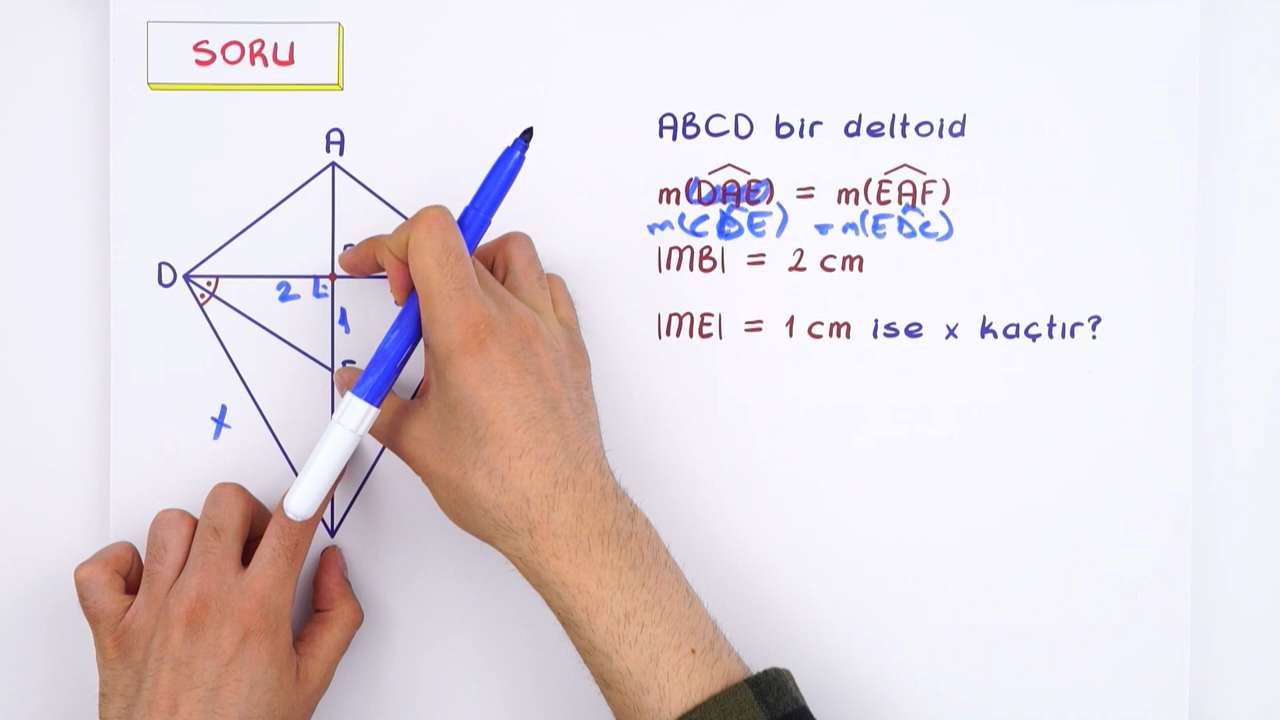 SORU
A
D
2
1
x
ABCD bir deltoid
m(DAE) = m(EAF)
m(CDE) = m(EDC)
|MB| = 2 cm
|ME| = 1 cm ise x kaçtır?